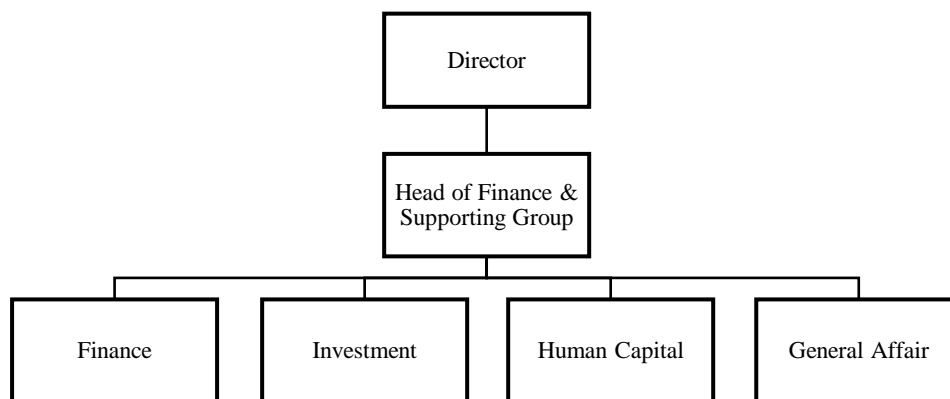 Director
Head of Finance &
Supporting Group
Finance
Investment
Human Capital
General Affair